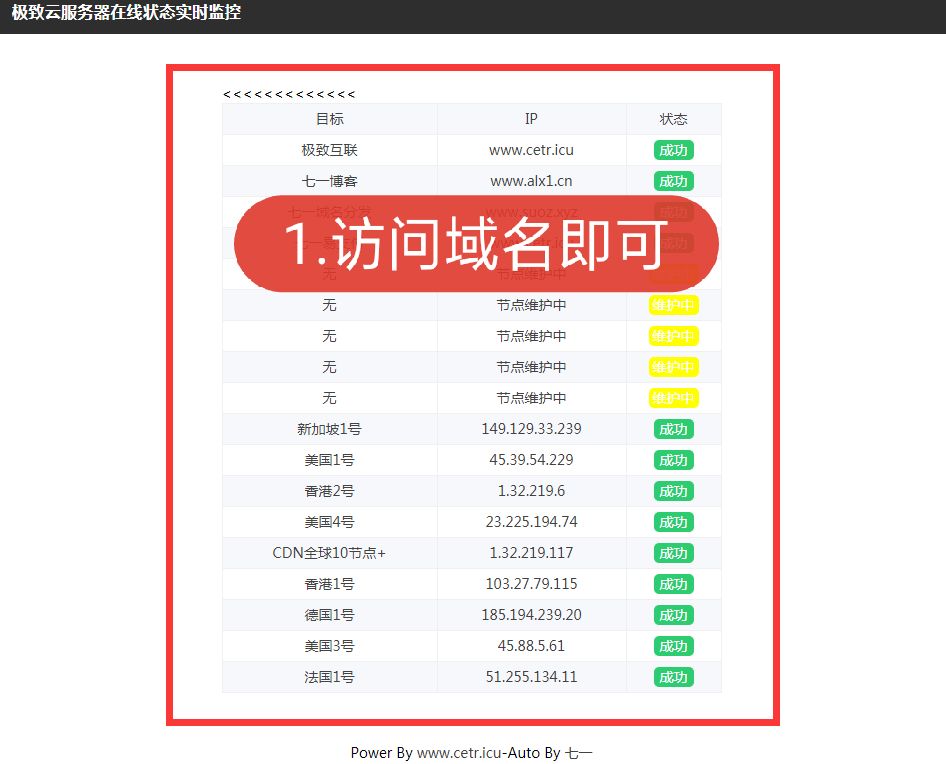 极致云服务器在线状态实时监控
<<<<<<<<<<<<<
目标 IP 状态
极致互联 www.cetr.icu 成功
七一博客 www.alx1.cn 成功
七一域名分发 www.suoz.xyz 成功
1.访问域名即可
无 节点维护中
无 节点维护中 维护中
无 节点维护中 维护中
无 节点维护中 维护中
无 节点维护中 维护中
新加坡1号 149.129.33.239 成功
美国1号 45.39.54.229 成功
香港2号 1.32.219.6 成功
美国4号 23.225.194.74 成功
CDN全球10节点+ 1.32.219.117 成功
香港1号 103.27.79.115 成功
德国1号 185.194.239.20 成功
美国3号 45.88.5.61 成功
法国1号 51.255.134.11 成功
Power By www.cetr.icu-Auto By 七一